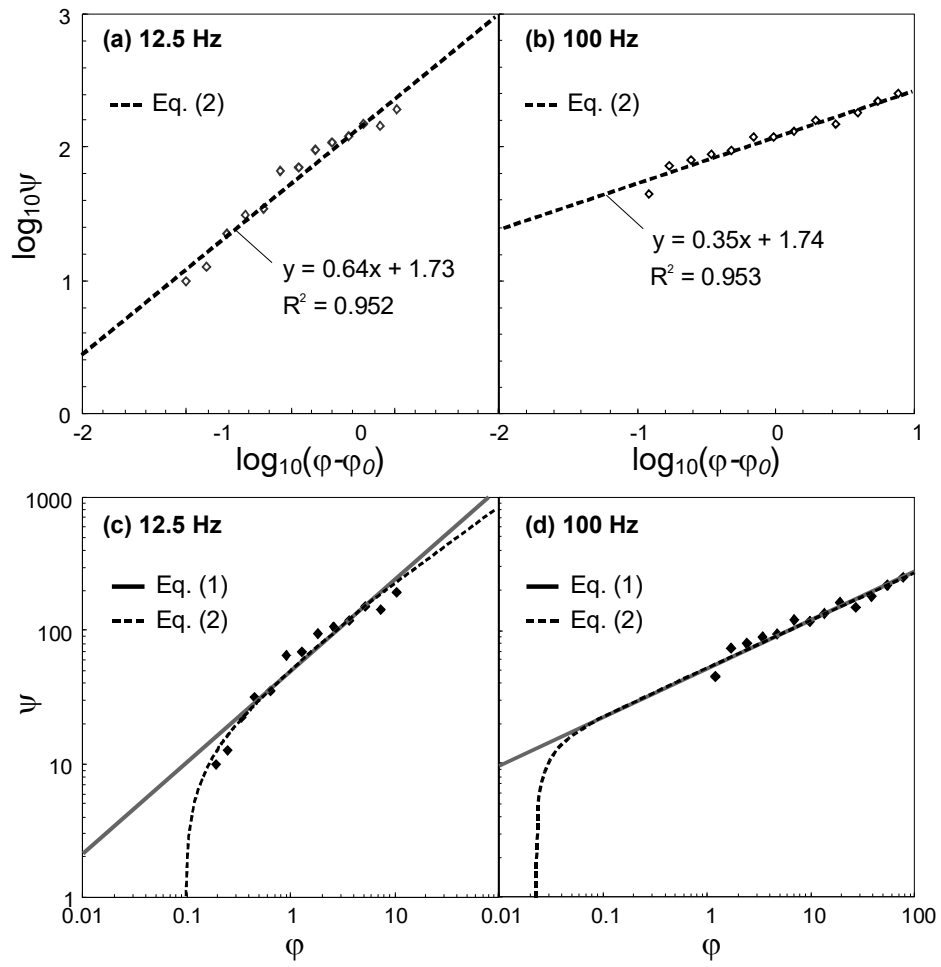 3
(a) 12.5 Hz
(b) 100 Hz
Eq. (2)
Eq. (2)
2
log10ψ
y = 0.64x + 1.73
R² = 0.952
y = 0.35x + 1.74
R² = 0.953
1
0
-2
-1
0
-2
-1
0
1
log10(φ-φ0)
log10(φ-φ0)
1000
(c) 12.5 Hz
(d) 100 Hz
Eq. (1)
Eq. (2)
Eq. (1)
Eq. (2)
100
ψ
10
1
0.01
0.1
1
10
0.01
0.1
1
10
100
φ
φ